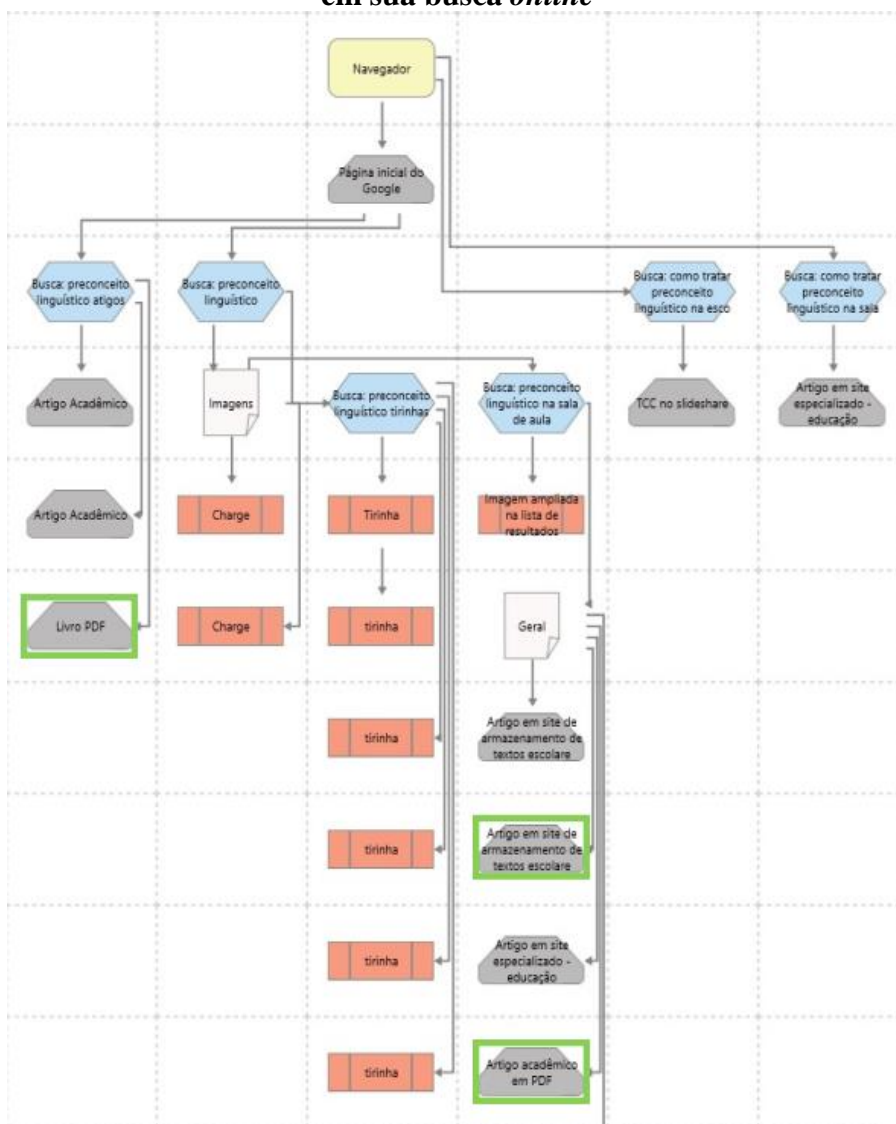 em sua busca online
Navegador
Página inicial do
Google
Busca: preconceito
linguístico atigos
Busca: preconceito
linguístico
Busca: como tratar
preconceito
linguístico na esco
Busca: como tratar
preconceito
linguístico na sala
Artigo Acadêmico
Imagens
Busca: preconceito
linguístico tirinhas
Busca: preconceito
linguístico na sala
de aula
TCC no slideshare
Artigo em site
especializado -
educação
Artigo Acadêmico
Charge
Tirinha
Imagem ampliada
na lista de
resultados
Livro PDF
Charge
tirinha
Geral
tirinha
Artigo em site de
armazenamento de
textos escolare
tirinha
Artigo em site de
armazenamento de
textos escolare
tirinha
Artigo em site
especializado -
educação
tirinha
Artigo acadêmico
em PDF